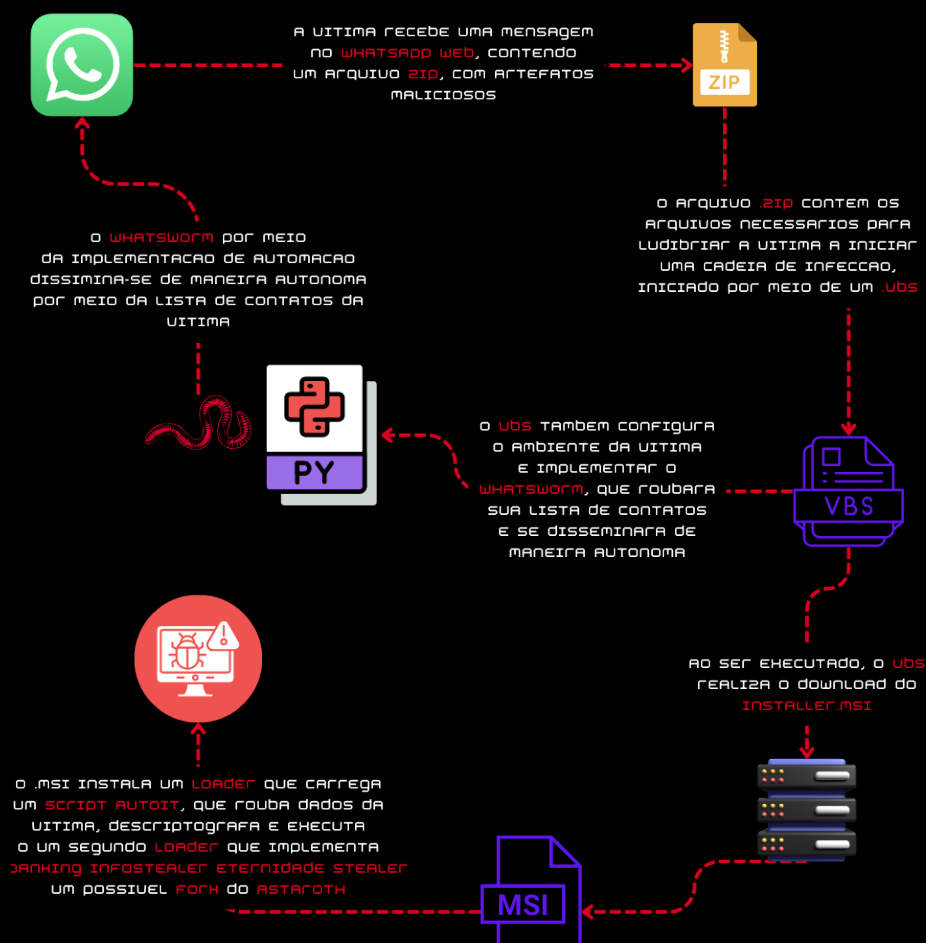 A VITIMA RECEBE UMA MENSAGEM
NO WHATSAPP WEB, CONTENDO
UM ARQUIVO ZIP, COM ARTEFATOS
MALICIOSOS
ZIP
O ARQUIVO .ZIP CONTEM OS
ARQUIVOS NECESSARIOS PARA
LUDIBRIAR A VITIMA A INICIAR
UMA CADEIA DE INFECCAO,
INICIADO POR MEIO DE UM .VBS
O WHATSWORM POR MEIO
DA IMPLEMENTACAO DE AUTOMACAO
DISSIMINA-SE DE MANEIRA AUTONOMA
POR MEIO DA LISTA DE CONTATOS DA
VITIMA
PY
O VBS TAMBEM CONFIGURA
O AMBIENTE DA VITIMA
E IMPLEMENTAR O
WHATSWORM, QUE ROUBARA
SUA LISTA DE CONTATOS
E SE DISSEMINARA DE
MANEIRA AUTONOMA
VBS
AO SER EXECUTADO, O VBS
REALIZA O DOWNLOAD DO
INSTALLER.MSI
O .MSI INSTALA UM LOADER QUE CARREGA
UM SCRIPT AUTOIT, QUE ROUBA DADOS DA
VITIMA, DESCRIPTOGRAFA E EXECUTA
O UM SEGUNDO LOADER QUE IMPLEMENTA
BANKING INFOSTEALER ETERNIDADE STEALER
UM POSSIVEL FORK DO ASTAROTH
MSI